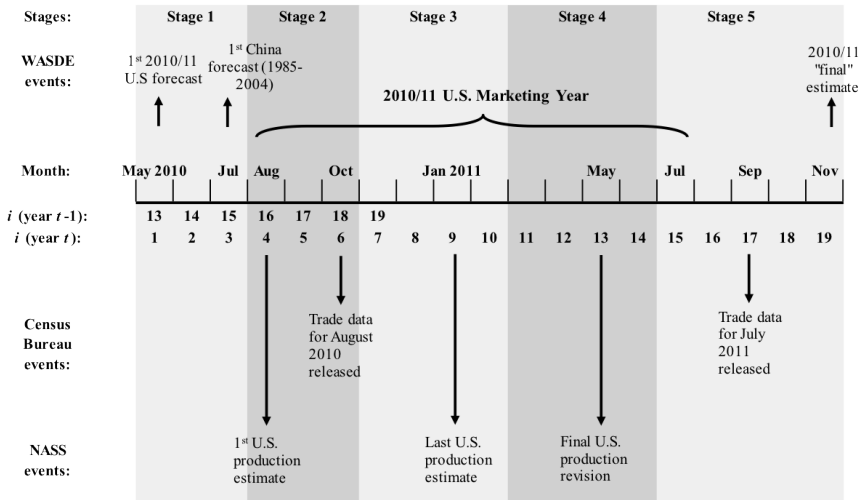 Stages: Stage 1 Stage 2 Stage 3 Stage 4 Stage 5
WASDE
events:
1st 2010/11
U.S forecast
1st China
forecast (1985-
2004)
2010/11
"final"
estimate
2010/11 U.S. Marketing Year
Month: May 2010 Jul Aug Oct Jan 2011 May Jul Sep Nov
i (year t -1): 13 14 15 16 17 18 19
i (year t): 1 2 3 4 5 6 7 8 9 10 11 12 13 14 15 16 17 18 19
Census
Bureau
events:
Trade data
for August
2010
released
Trade data
for July
2011
released
NASS
events:
1st U.S.
production
estimate
Last U.S.
production
estimate
Final U.S.
production
revision